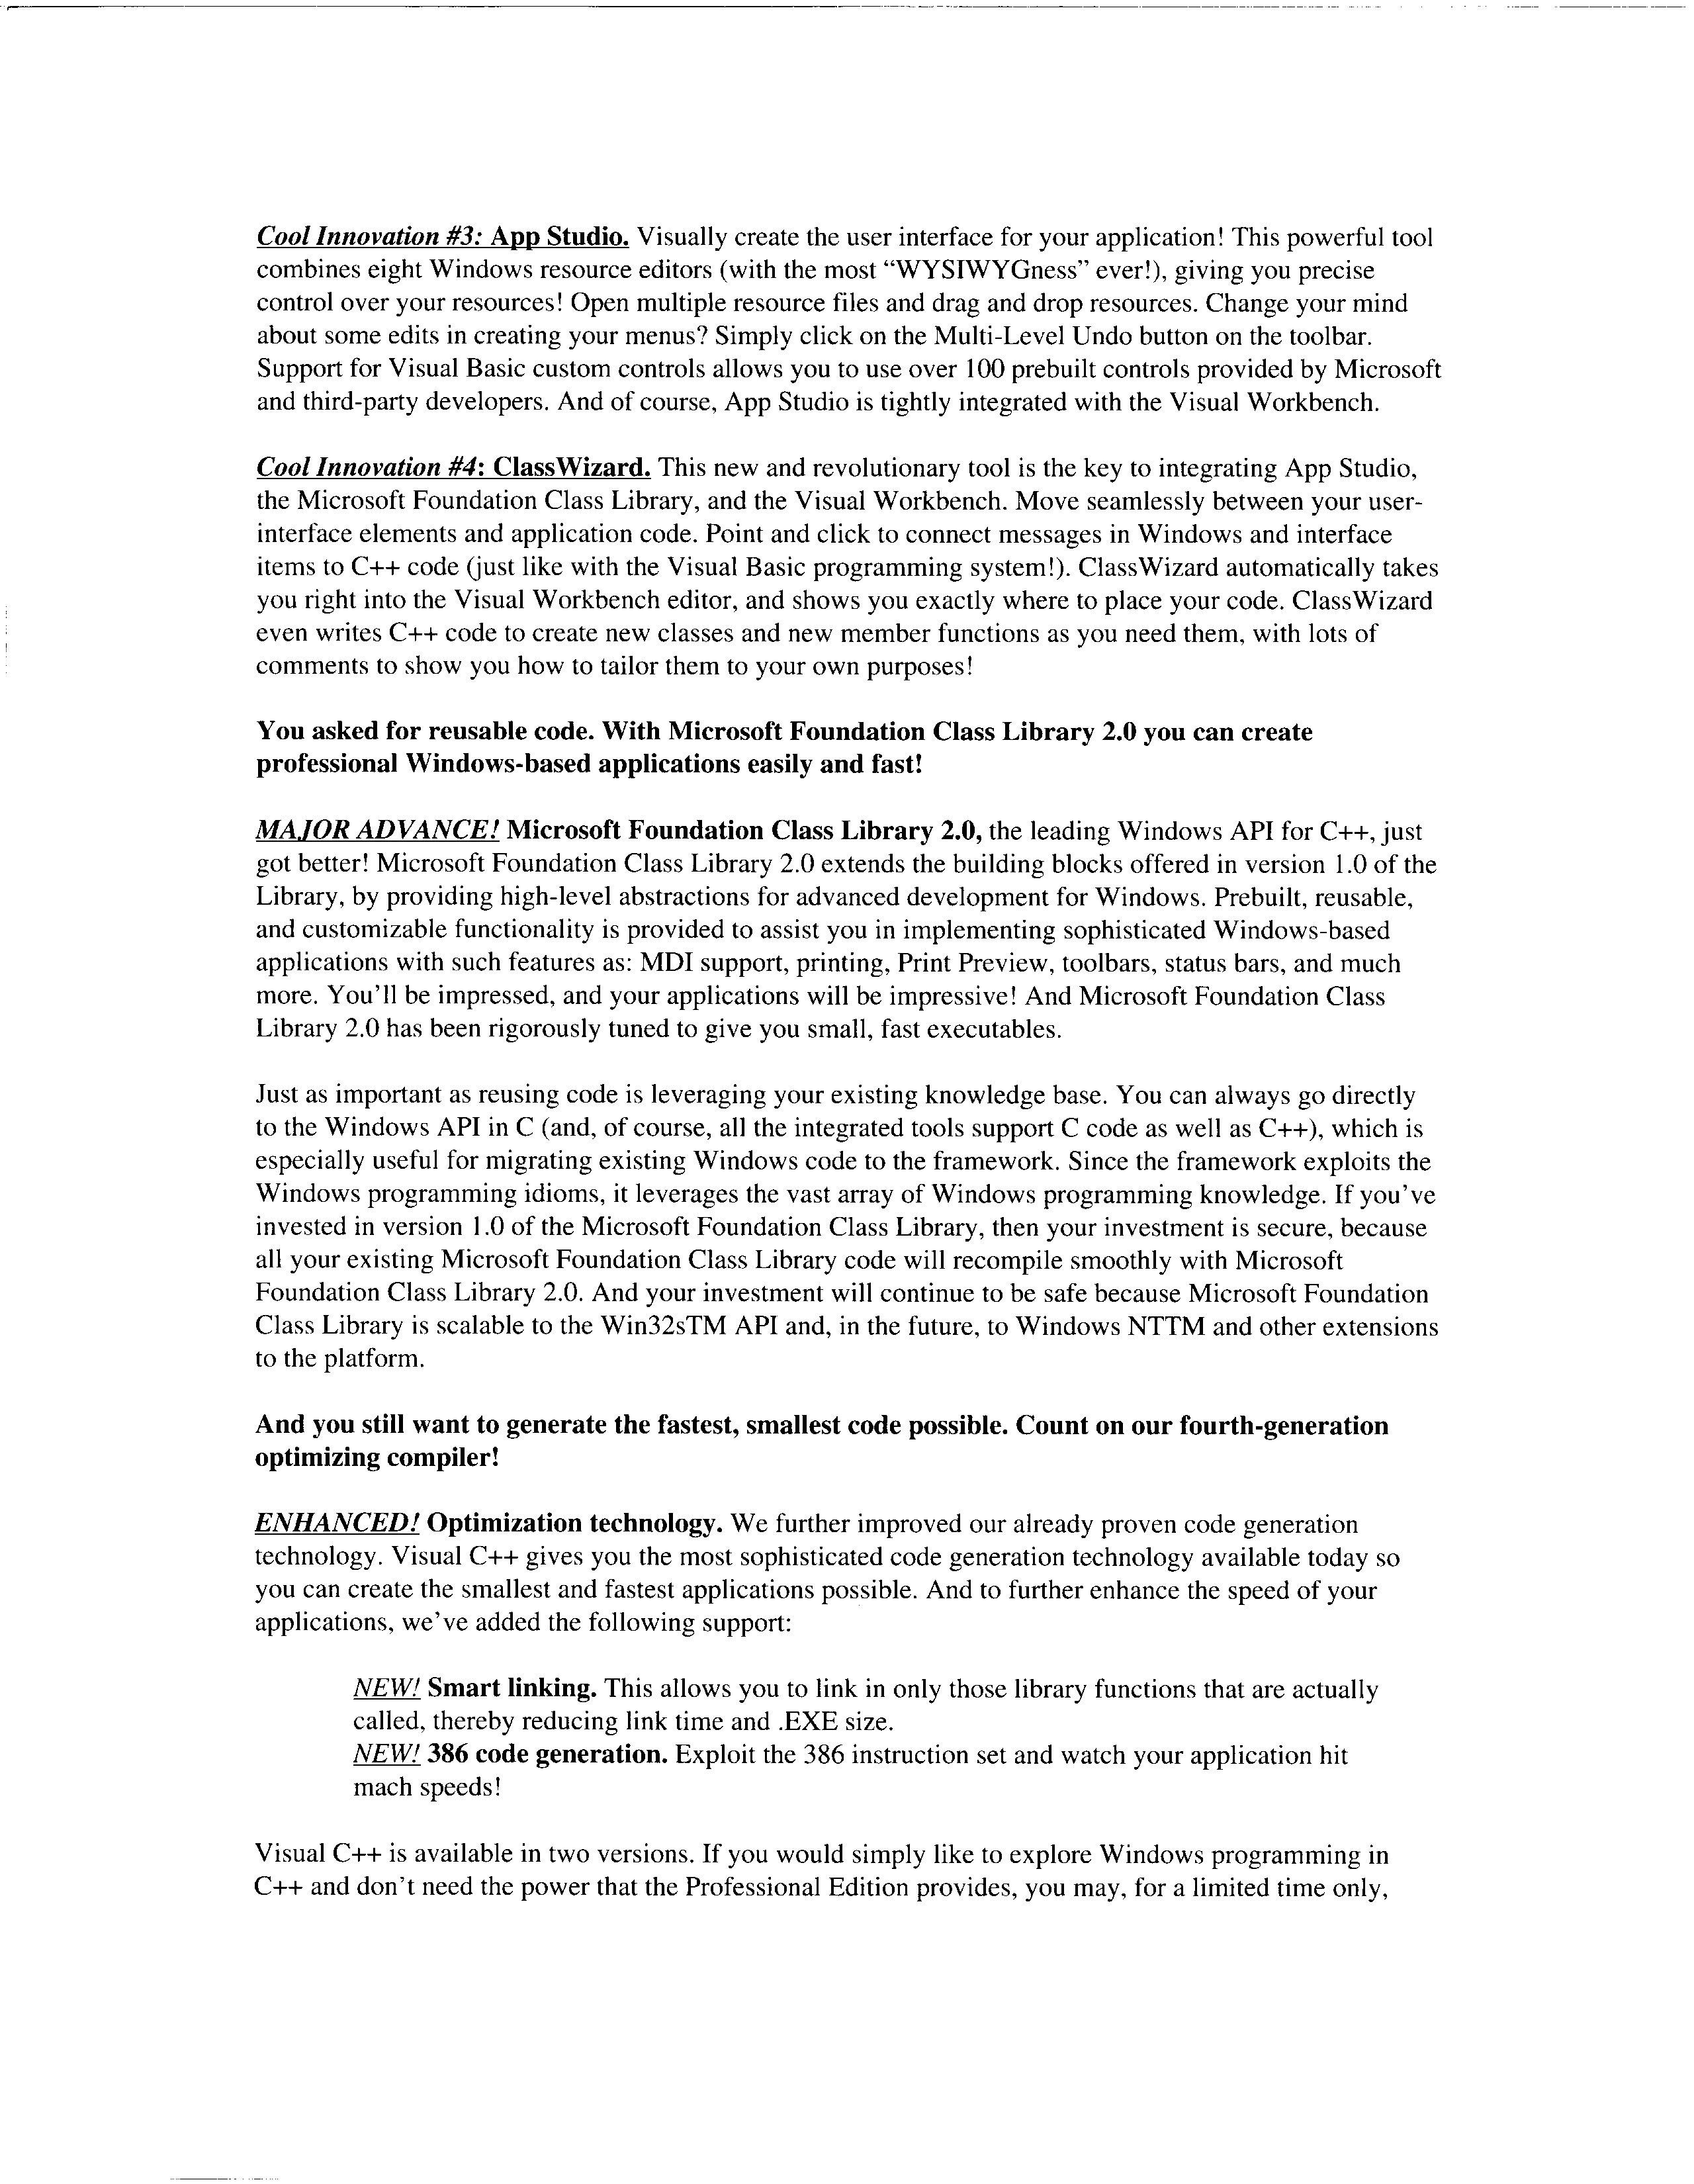 Cool Innovation #3: App Studio. Visually create the user interface for your application! This powerful tool
combines eight Windows resource editors (with the most “WYSIWYGness” ever!), giving you precise
control over your resources! Open multiple resource files and drag and drop resources. Change your mind
about some edits in creating your menus? Simply click on the Multi-Level Undo button on the toolbar.
Support for Visual Basic custom controls allows you to use over 100 prebuilt controls provided by Microsoft
and third-party developers. And of course, App Studio is tightly integrated with the Visual Workbench.
Cool Innovation #4: ClassWizard. This new and revolutionary tool is the key to integrating App Studio,
the Microsoft Foundation Class Library, and the Visual Workbench. Move seamlessly between your user-
interface elements and application code. Point and click to connect messages in Windows and interface
items to C++ code (just like with the Visual Basic programming system!). ClassWizard automatically takes
you right into the Visual Workbench editor, and shows you exactly where to place your code. ClassWizard
even writes C++ code to create new classes and new member functions as you need them, with lots of
comments to show you how to tailor them to your own purposes!
You asked for reusable code. With Microsoft Foundation Class Library 2.0 you can create
professional Windows-based applications easily and fast!
MAJOR ADVANCE! Microsoft Foundation Class Library 2.0, the leading Windows API for C++, just
got better! Microsoft Foundation Class Library 2.0 extends the building blocks offered in version 1.0 of the
Library, by providing high-level abstractions for advanced development for Windows. Prebuilt, reusable,
and customizable functionality is provided to assist you in implementing sophisticated Windows-based
applications with such features as: MDI support, printing, Print Preview, toolbars, status bars, and much
more. You’ll be impressed, and your applications will be impressive! And Microsoft Foundation Class
Library 2.0 has been rigorously tuned to give you small, fast executables.
Just as important as reusing code is leveraging your existing knowledge base. You can always go directly
to the Windows API in C (and, of course, all the integrated tools support C code as well as C++), which is
especially useful for migrating existing Windows code to the framework. Since the framework exploits the
Windows programming idioms, it leverages the vast array of Windows programming knowledge. If you’ve
invested in version 1.0 of the Microsoft Foundation Class Library, then your investment is secure, because
all your existing Microsoft Foundation Class Library code will recompile smoothly with Microsoft
Foundation Class Library 2.0. And your investment will continue to be safe because Microsoft Foundation
Class Library is scalable to the Win32sTM API and, in the future, to Windows NTTM and other extensions
to the platform.
And you still want to generate the fastest, smallest code possible. Count on our fourth-generation
optimizing compiler!
ENHANCED! Optimization technology. We further improved our already proven code generation
technology. Visual C++ gives you the most sophisticated code generation technology available today so
you can create the smallest and fastest applications possible. And to further enhance the speed of your
applications, we’ve added the following support:
NEW! Smart linking. This allows you to link in only those library functions that are actually
called, thereby reducing link time and .EXE size.
NEW! 386 code generation. Exploit the 386 instruction set and watch your application hit
mach speeds!
Visual C++ is available in two versions. If you would simply like to explore Windows programming in
C++ and don’t need the power that the Professional Edition provides, you may, for a limited time only,